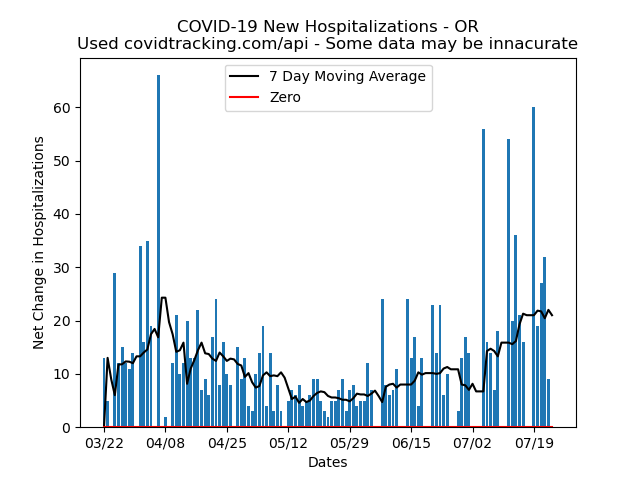 COVID-19 New Hospitalizations - OR
Used covidtracking.com/api - Some data may be innacurate
7 Day Moving Average
Zero
Net Change in Hospitalizations
60
50
40
30
20
10
0
03/22 04/08 04/25 05/12 05/29 06/15 07/02 07/19
Dates